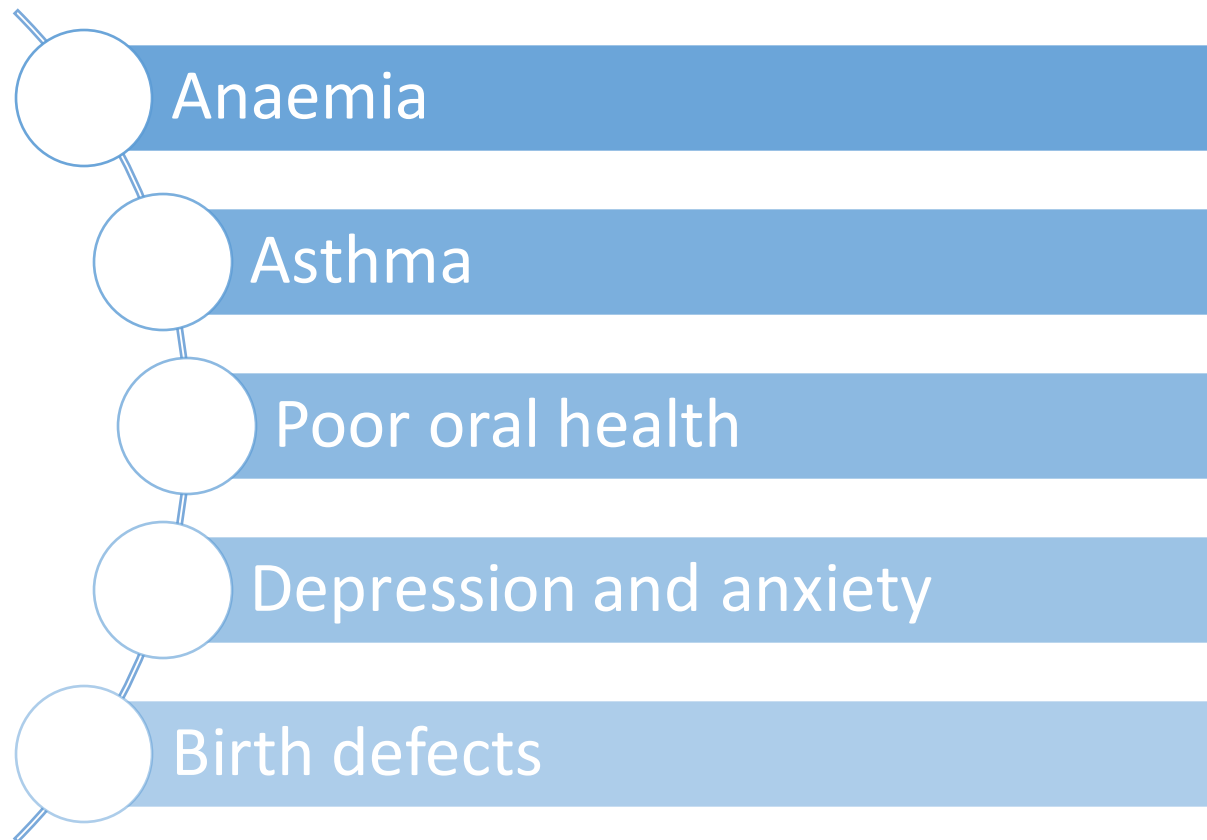 Anaemia
Asthma
Poor oral health
Depression and anxiety
Birth defects